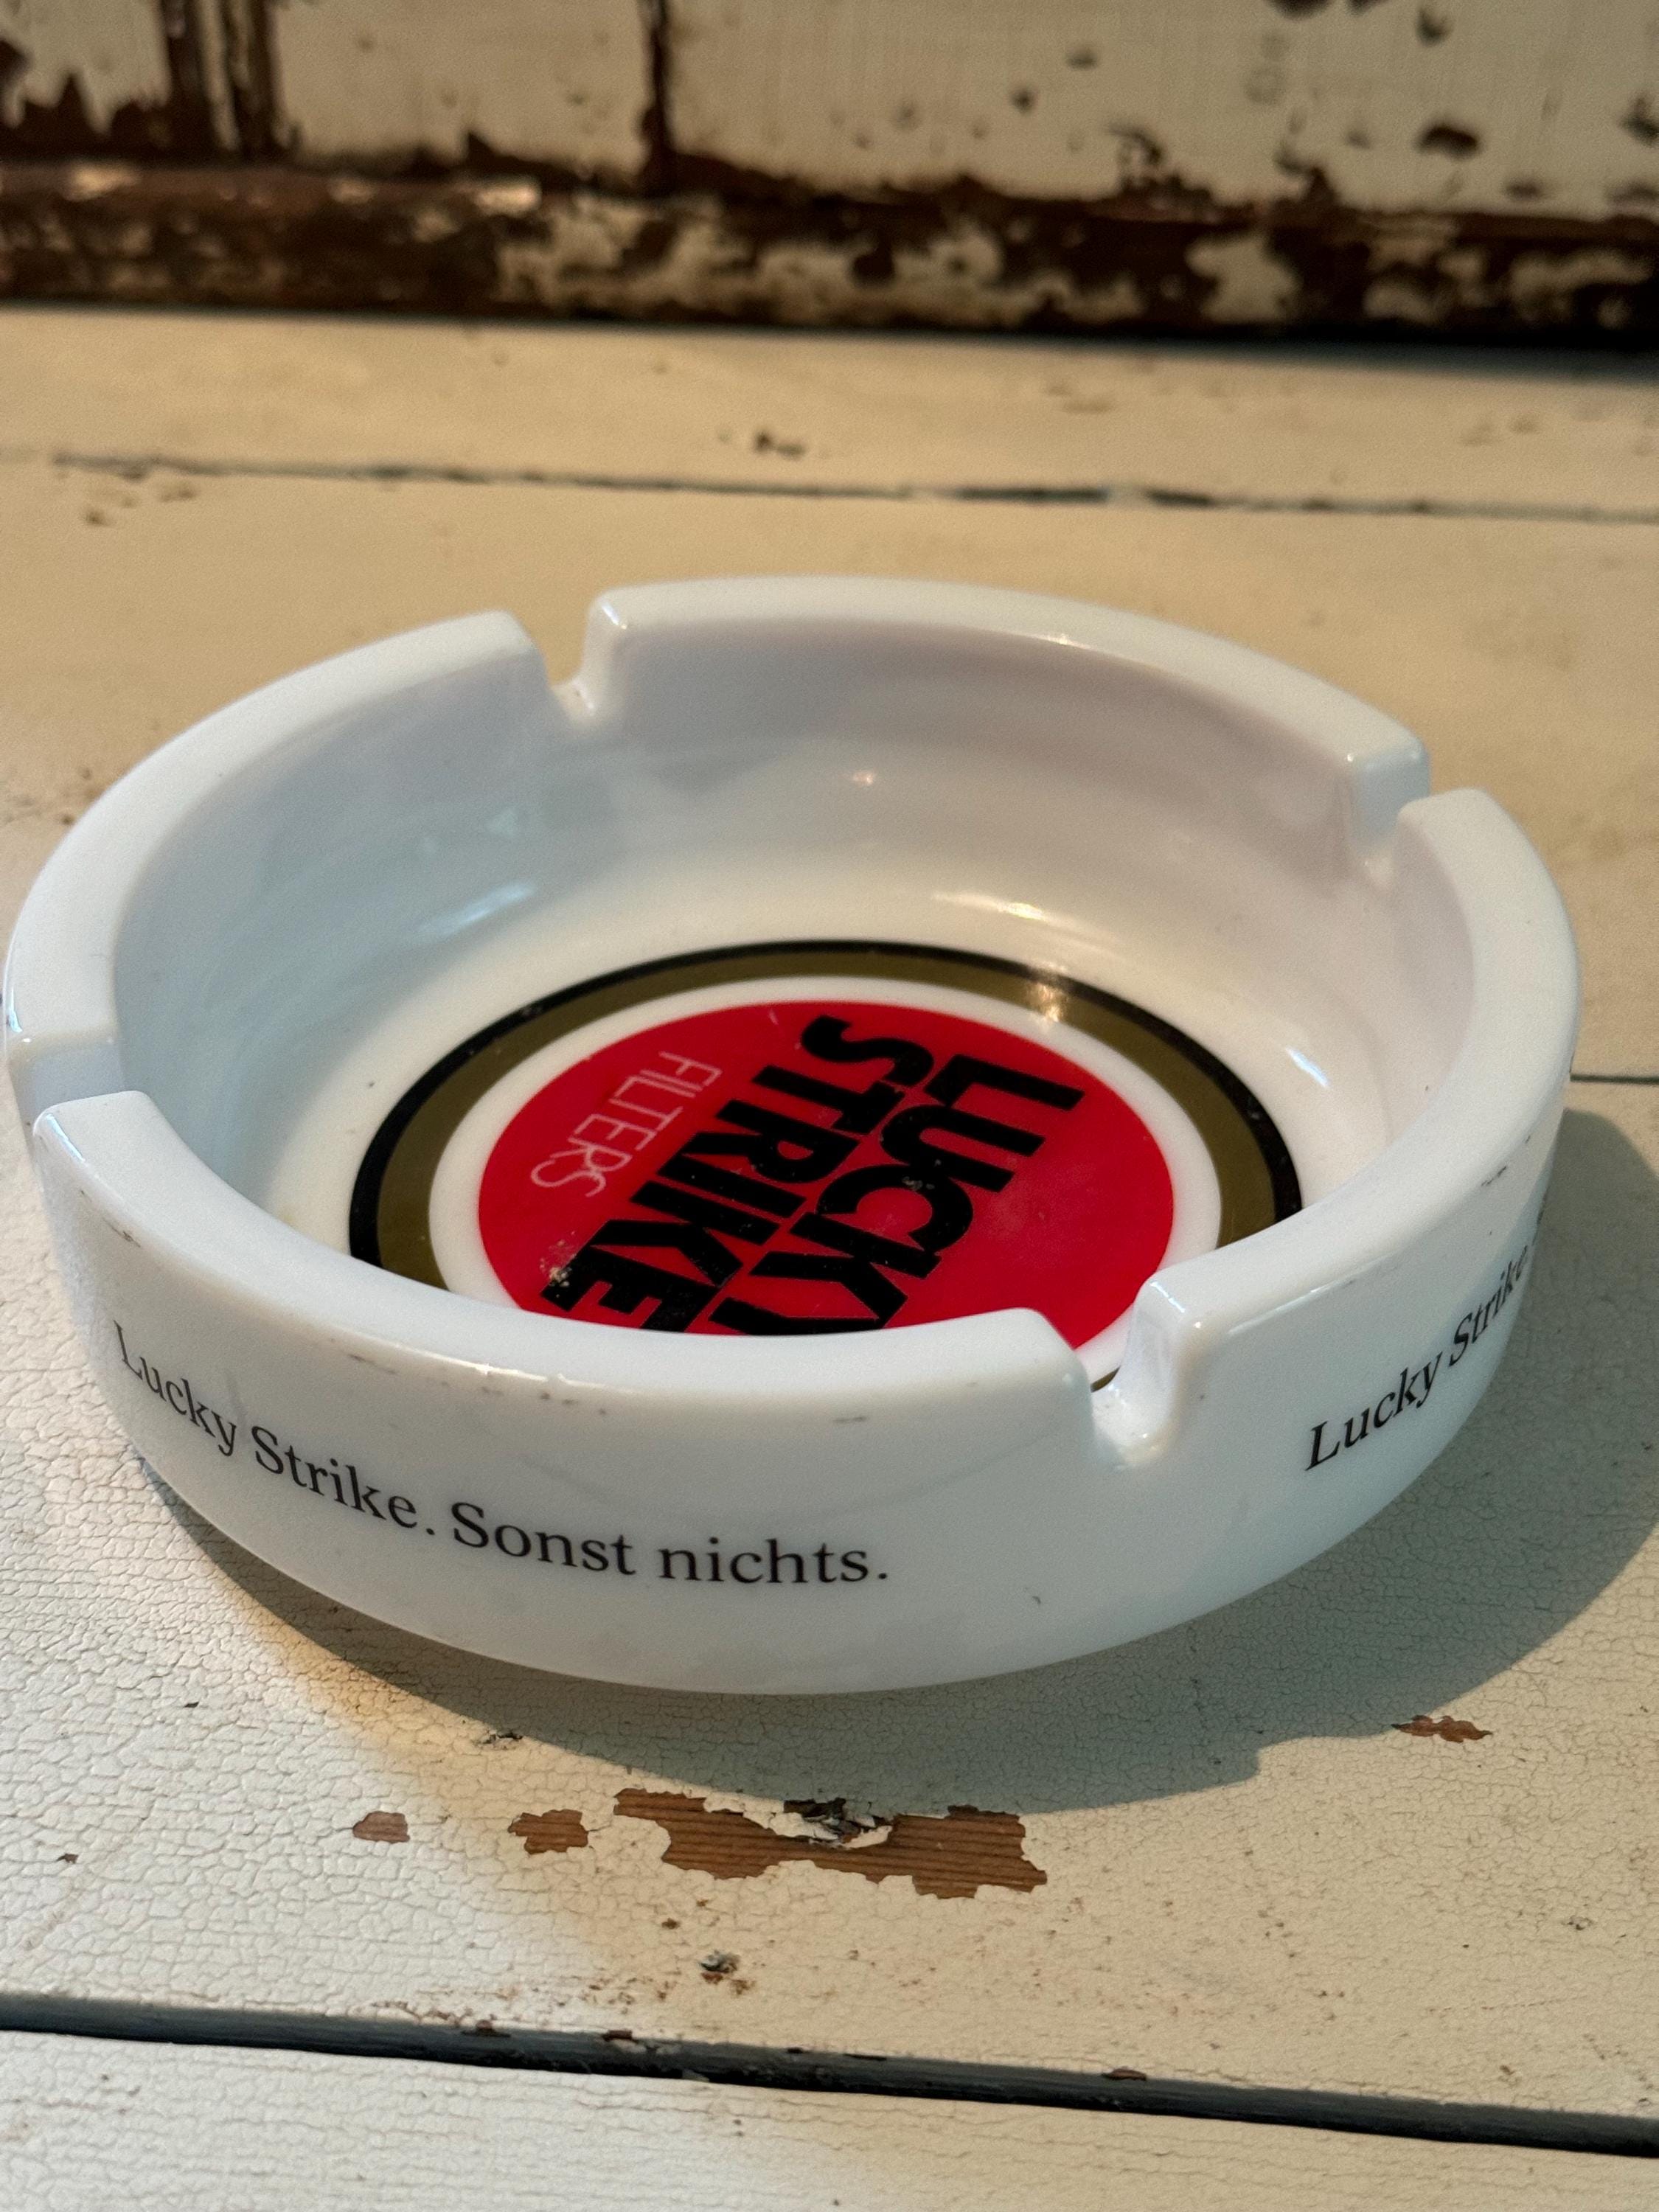 LUCKY
STRIKE
FILTERS
Lucky Strike. Sonst nichts.
Lucky Strike.